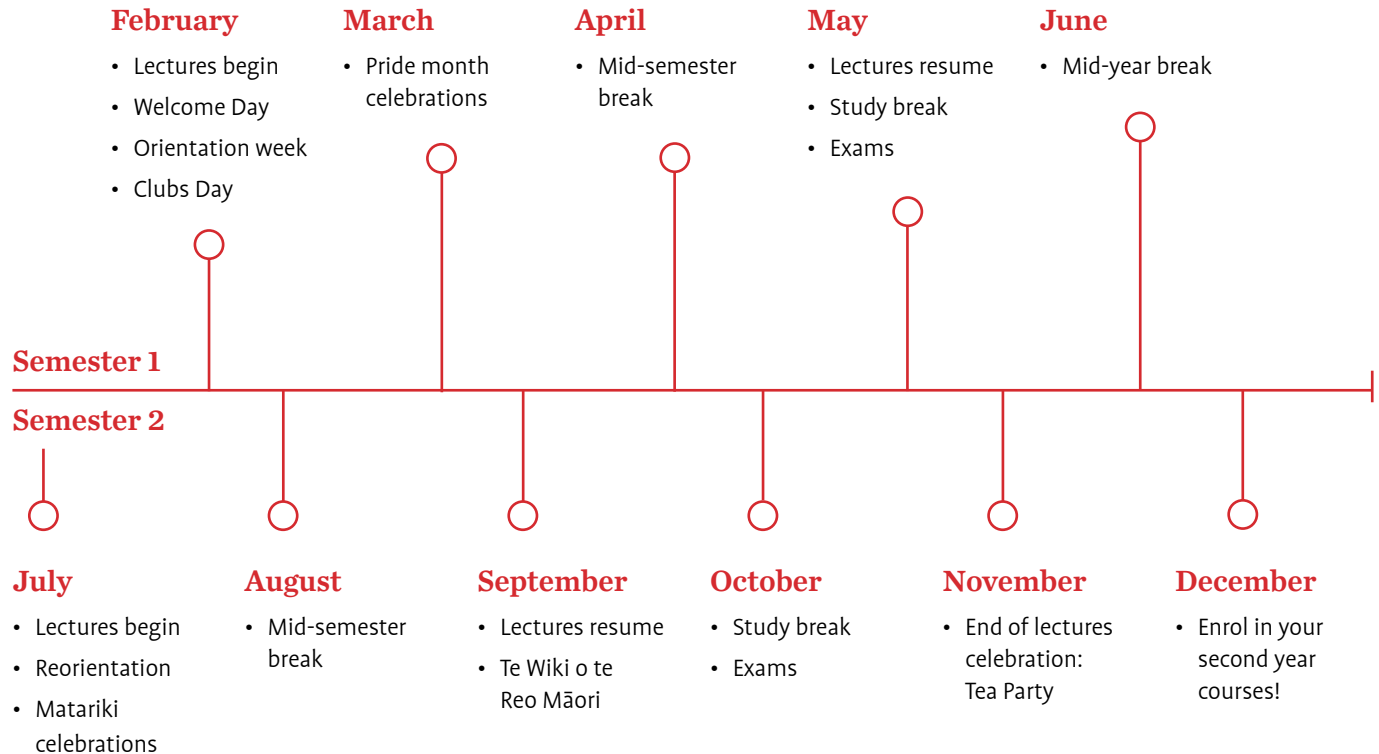 February
• Lectures begin
• Welcome Day
• Orientation week
• Clubs Day
March
• Pride month
celebrations
April
• Mid-semester
break
May
• Lectures resume
• Study break
• Exams
June
• Mid-year break
Semester 1
Semester 2
July
• Lectures begin
• Reorientation
• Matariki
celebrations
August
• Mid-semester
break
September
• Lectures resume
• Te Wiki o te
Reo Māori
October
• Study break
• Exams
November
• End of lectures
celebration:
Tea Party
December
• Enrol in your
second year
courses!